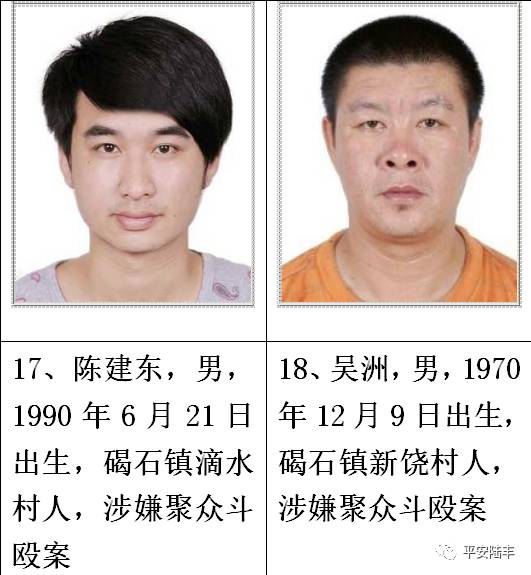 17、陈建东，男，
1990 年 6 月 21 日
出生，碣石镇滴水
村人，涉嫌聚众斗
殴案
18、吴洲，男，1970
年 12 月 9 日出生，
碣石镇新饶村人，
涉嫌聚众斗殴案
平安陆丰